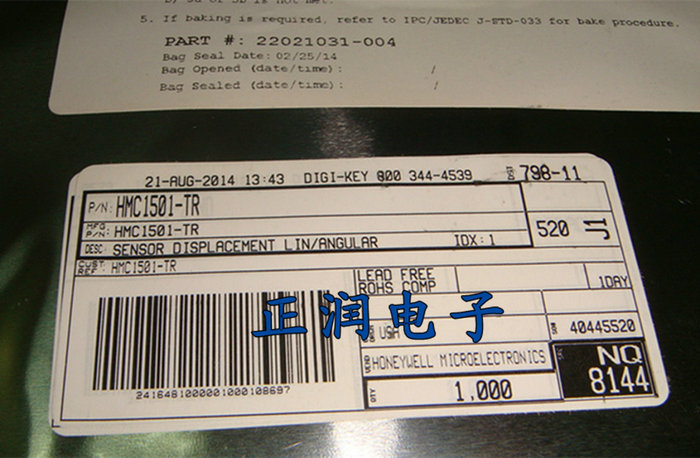 5. If baking is required, refer to IPC/JEDEC J-STD-033 for bake procedure.
PART #: 22021031-004
Bag Seal Date: 02/25/14
Bag Opened (date/time): /
Bag Sealed (date/time): /
21-AUG-2014 13:43 DIGI-KEY 800 344-4539 798-11
P/N: HMC1501-TR
MFG P/N: HMC1501-TR
520 J1
DESC: SENSOR DISPLACEMENT LIN/ANGULAR IDX: 1
CUST REF: HMC1501-TR
LEAD FREE
ROHS COMP
1DAY
正润电子
USA
40445520
HONEYWELL MICROELECTRONICS
NQ
8144
QTY 1,000
2416481000001000108697